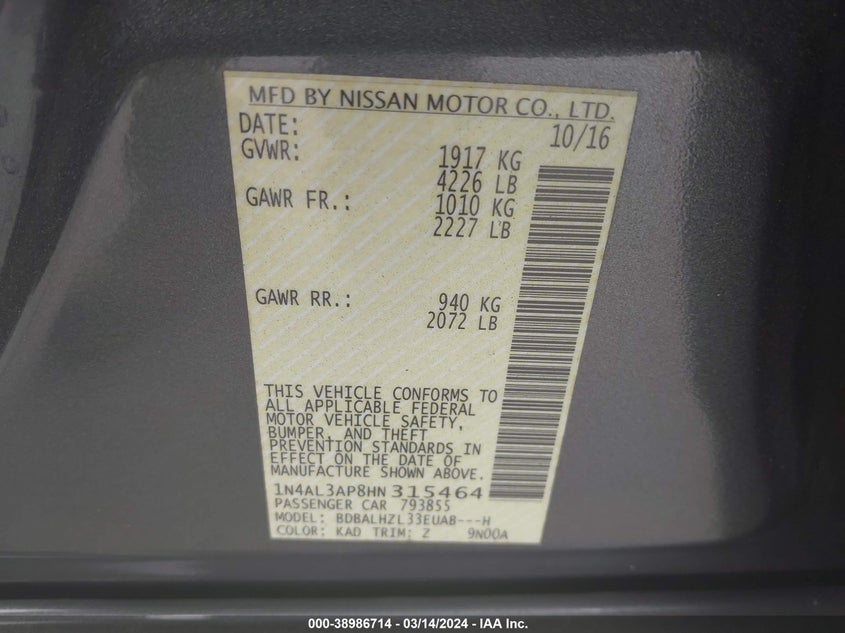 MFD BY NISSAN MOTOR CO., LTD.
DATE: 10/16
GVWR: 1917 KG
4226 LB
GAWR FR.: 1010 KG
2227 LB
GAWR RR.: 940 KG
2072 LB
THIS VEHICLE CONFORMS TO
ALL APPLICABLE FEDERAL
MOTOR VEHICLE SAFETY,
BUMPER, AND THEFT
PREVENTION STANDARDS IN
EFFECT ON THE DATE OF
MANUFACTURE SHOWN ABOVE.
1N4AL3AP8HN315464
PASSENGER CAR 793855
MODEL: BDBALHZL33EUAB---H
COLOR: KAD TRIM: Z 9N00A
000-38986714 — 03/14/2024 — IAA Inc.